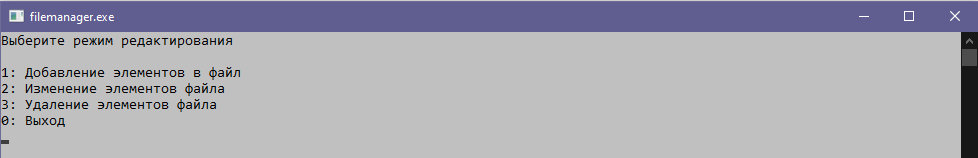 filemanager.exe
Выберите режим редактирования
1: Добавление элементов в файл
2: Изменение элементов файла
3: Удаление элементов файла
0: Выход